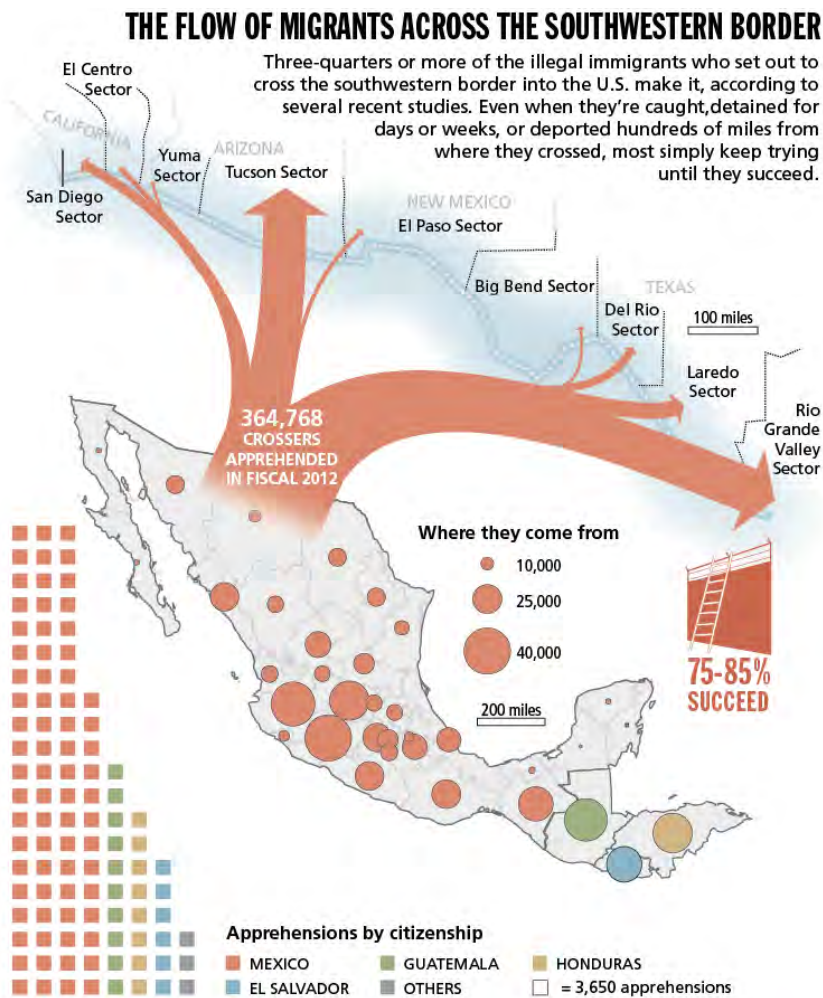 THE FLOW OF MIGRANTS ACROSS THE SOUTHWESTERN BORDER
Three-quarters or more of the illegal immigrants who set out to
cross the southwestern border into the U.S. make it, according to
several recent studies. Even when they're caught,detained for
days or weeks, or deported hundreds of miles from
where they crossed, most simply keep trying
until they succeed.
El Centro
Sector
CALIFORNIA
Yuma
Sector
ARIZONA
Tucson Sector
San Diego
Sector
NEW MEXICO
El Paso Sector
Big Bend Sector
TEXAS
Del Rio
Sector
100 miles
Laredo
Sector
Rio
Grande
Valley
Sector
364,768
CROSSERS
APPREHENDED
IN FISCAL 2012
Where they come from
10,000
25,000
40,000
200 miles
75-85%
SUCCEED
Apprehensions by citizenship
MEXICO
GUATEMALA
HONDURAS
EL SALVADOR
OTHERS
= 3,650 apprehensions